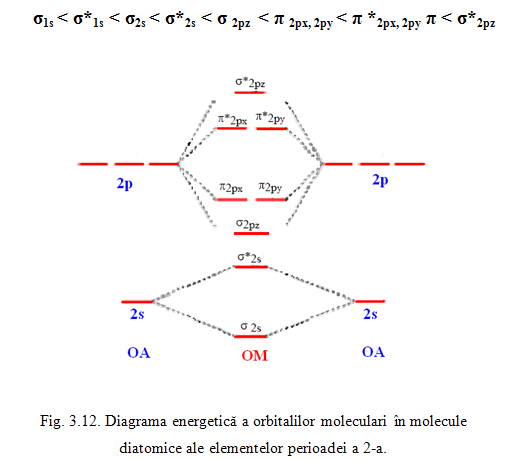 σ1s < σ*1s < σ2s < σ*2s < σ 2pz < π 2px, 2py < π *2px, 2py π < σ*2pz
σ*2pz
π*2px π*2py
2p 2p
π2px π2py
σ2pz
σ*2s
2s 2s
σ 2s
OA OM OA
Fig. 3.12. Diagrama energetică a orbitalilor moleculari în molecule
diatomice ale elementelor perioadei a 2-a.